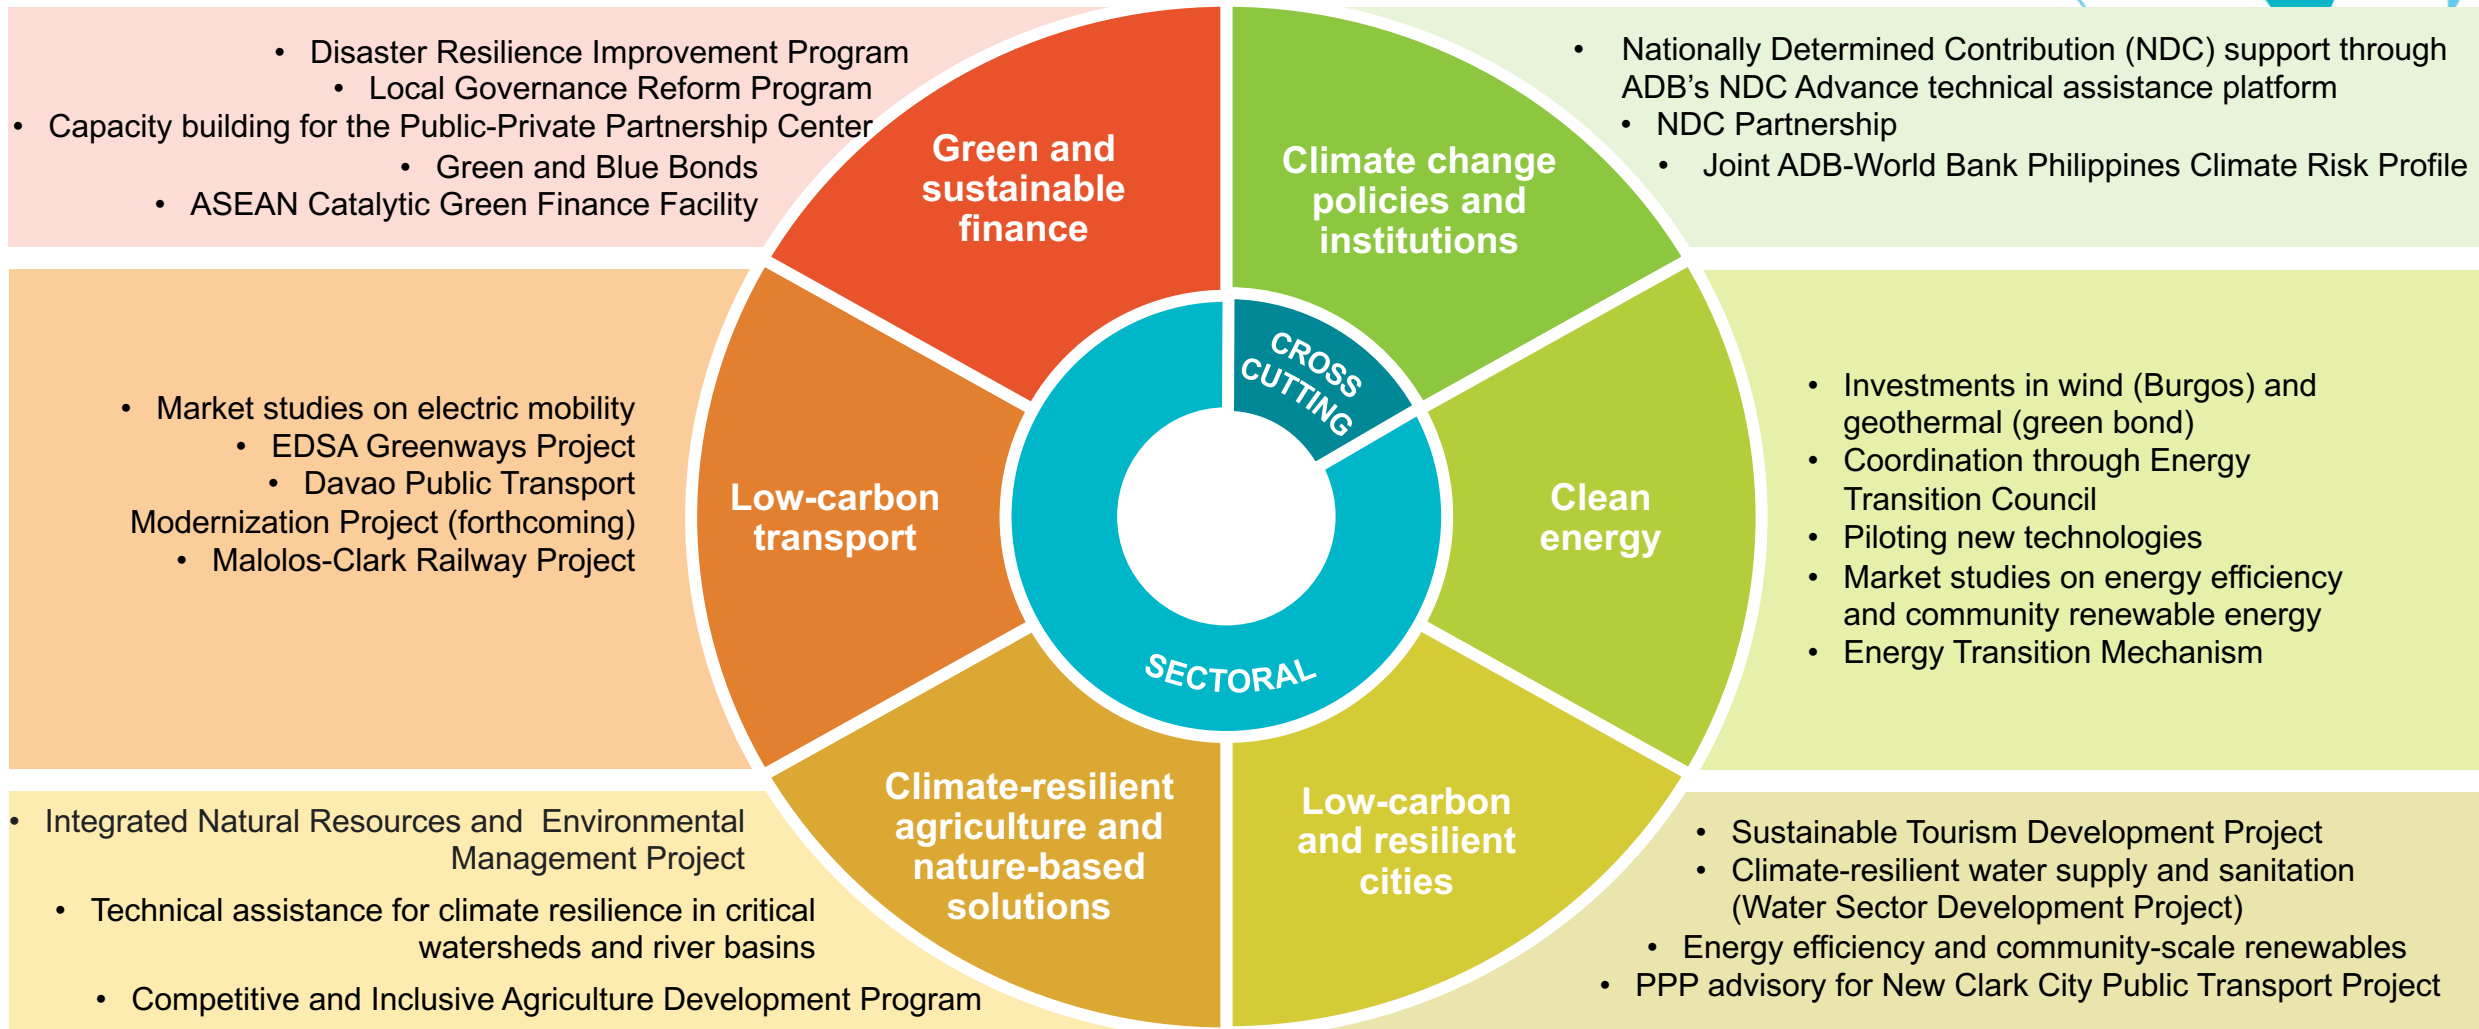 • Disaster Resilience Improvement Program
• Local Governance Reform Program
• Capacity building for the Public-Private Partnership Center
• Green and Blue Bonds
• ASEAN Catalytic Green Finance Facility
Green and
sustainable
finance
Climate change
policies and
institutions
• Nationally Determined Contribution (NDC) support through
ADB’s NDC Advance technical assistance platform
• NDC Partnership
• Joint ADB-World Bank Philippines Climate Risk Profile
• Market studies on electric mobility
• EDSA Greenways Project
• Davao Public Transport
Modernization Project (forthcoming)
• Malolos-Clark Railway Project
Low-carbon
transport
CROSS
CUTTING
SECTORAL
Clean
energy
• Investments in wind (Burgos) and
geothermal (green bond)
• Coordination through Energy
Transition Council
• Piloting new technologies
• Market studies on energy efficiency
and community renewable energy
• Energy Transition Mechanism
• Integrated Natural Resources and Environmental
Management Project
• Technical assistance for climate resilience in critical
watersheds and river basins
• Competitive and Inclusive Agriculture Development Program
Climate-resilient
agriculture and
nature-based
solutions
Low-carbon
and resilient
cities
• Sustainable Tourism Development Project
• Climate-resilient water supply and sanitation
(Water Sector Development Project)
• Energy efficiency and community-scale renewables
• PPP advisory for New Clark City Public Transport Project